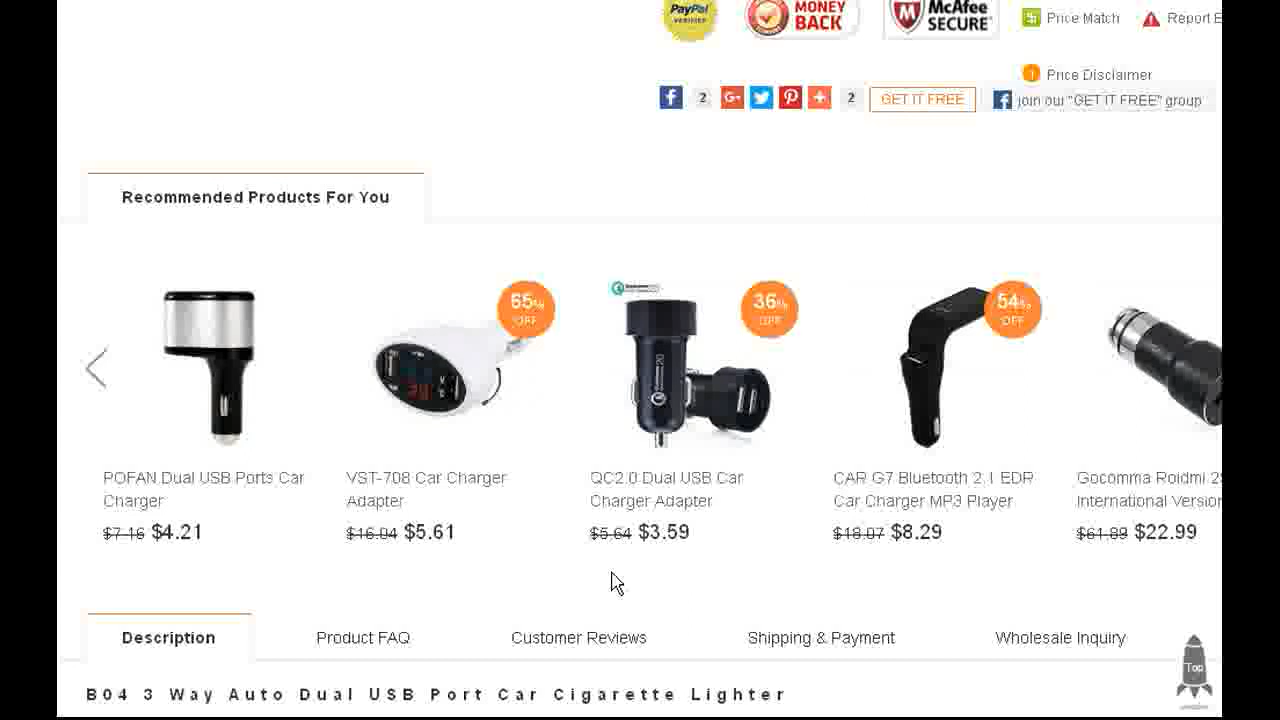 PayPal
VERIFIED
MONEY
BACK
McAfee
SECURE
Price Match
Report E
Price Disclaimer
2
G+
2
GET IT FREE
join our "GET IT FREE" group
Recommended Products For You
65% OFF
36% OFF
54% OFF
POFAN Dual USB Ports Car
Charger
$7.16 $4.21
VST-708 Car Charger
Adapter
$16.04 $5.61
QC2.0 Dual USB Car
Charger Adapter
$5.64 $3.59
CAR G7 Bluetooth 2.1 EDR
Car Charger MP3 Player
$18.07 $8.29
Gocomma Roidmi 2S
International Version
$61.89 $22.99
Description
Product FAQ
Customer Reviews
Shipping & Payment
Wholesale Inquiry
Top
B04 3 Way Auto Dual USB Port Car Cigarette Lighter